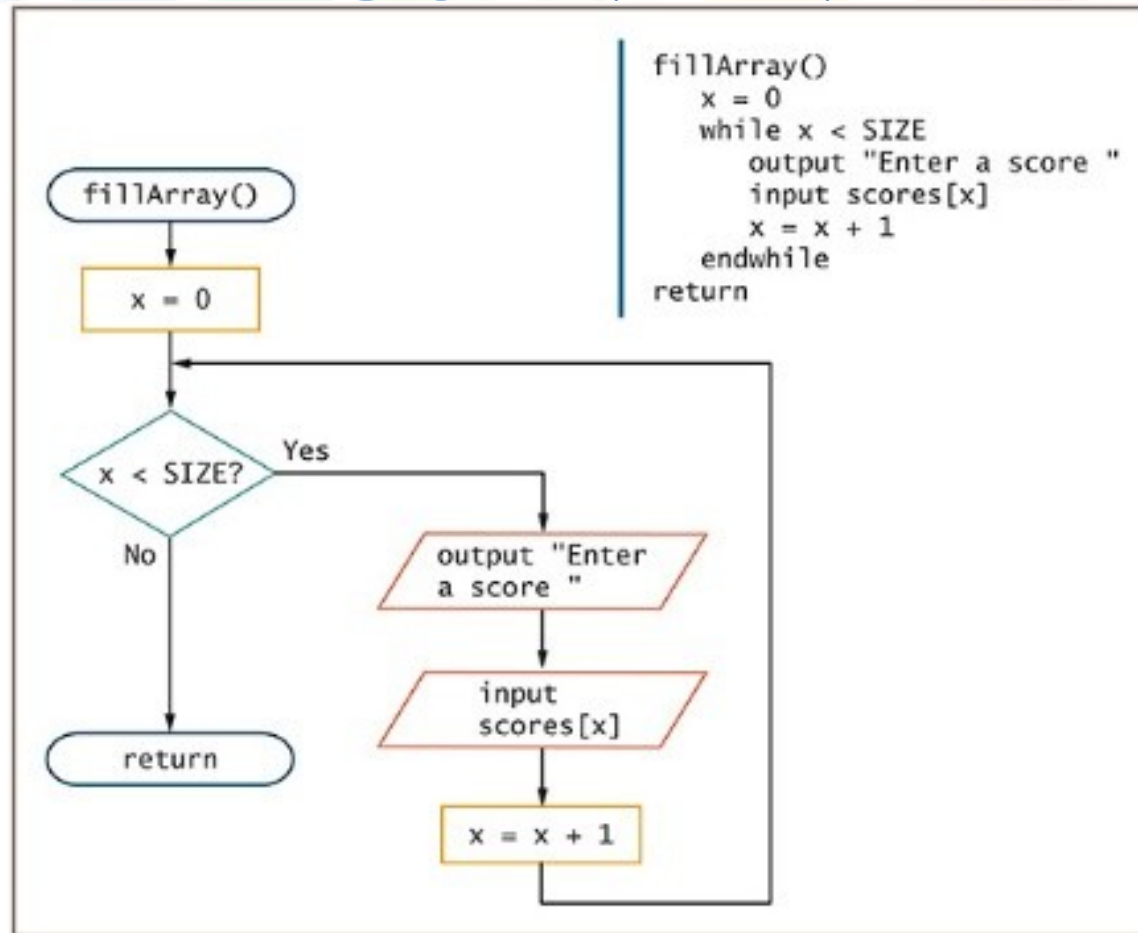 fillArray()
   x = 0
   while x < SIZE
      output "Enter a score "
      input scores[x]
      x = x + 1
   endwhile
return
fillArray()
x = 0
x < SIZE?
Yes
No
output "Enter
a score "
input
scores[x]
x = x + 1
return